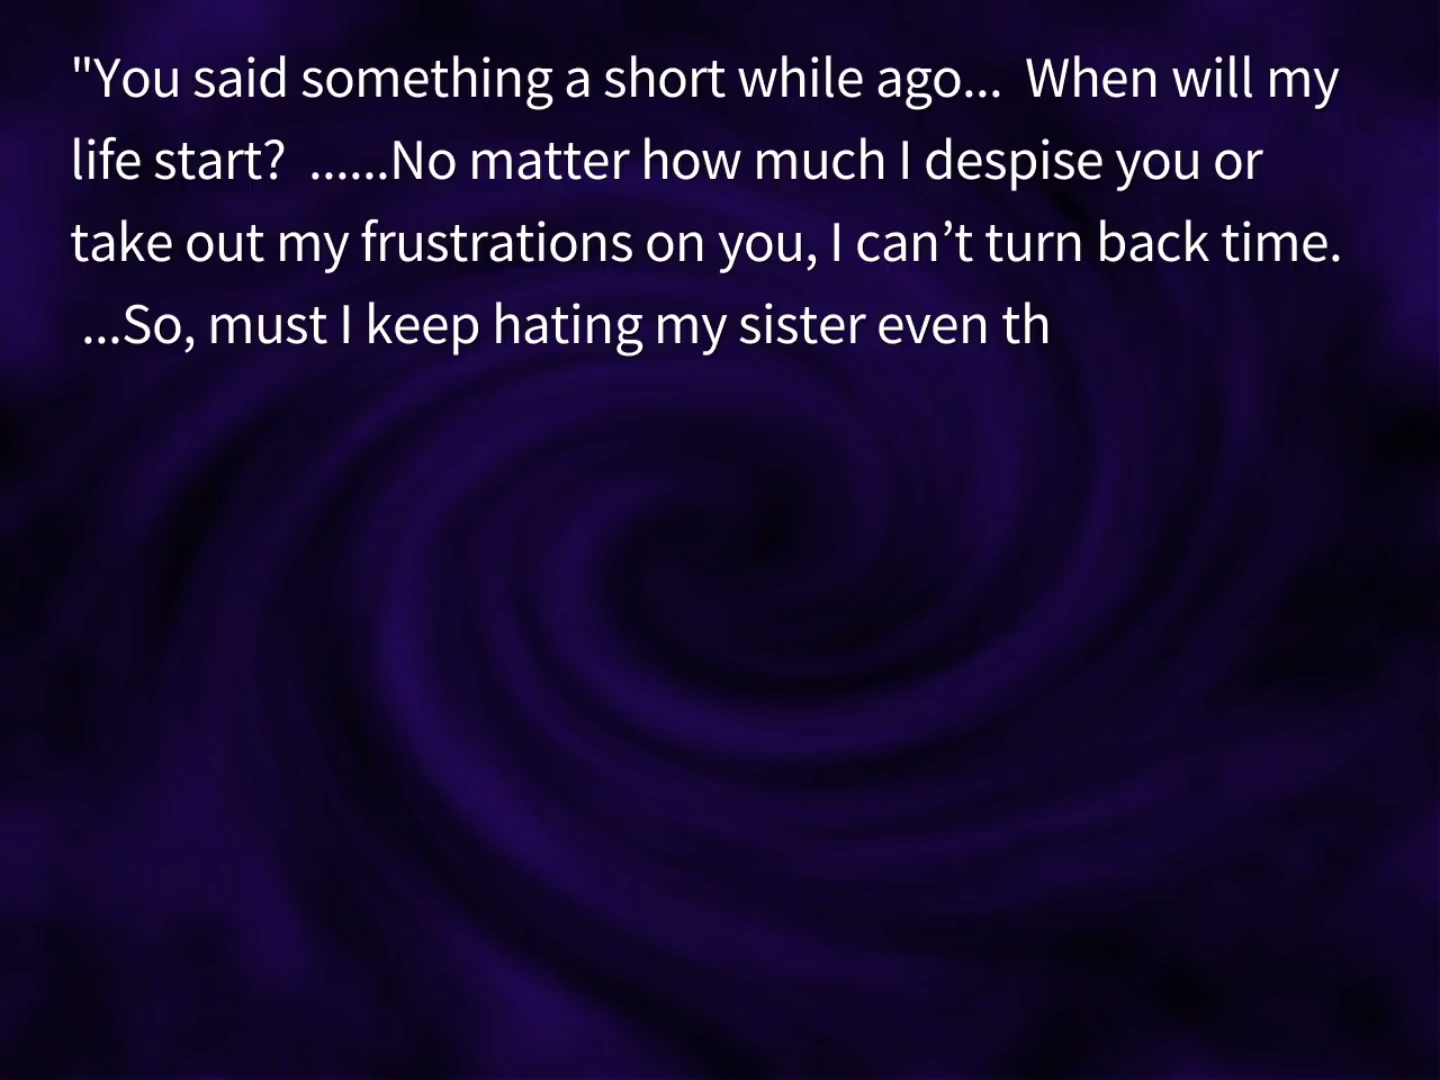 "You said something a short while ago...  When will my
life start?  ......No matter how much I despise you or
take out my frustrations on you, I can’t turn back time.
...So, must I keep hating my sister even th